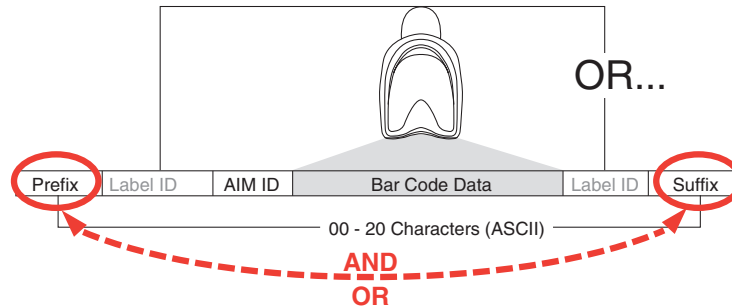 OR...
Prefix Label ID AIM ID Bar Code Data Label ID Suffix
00 - 20 Characters (ASCII)
AND
OR